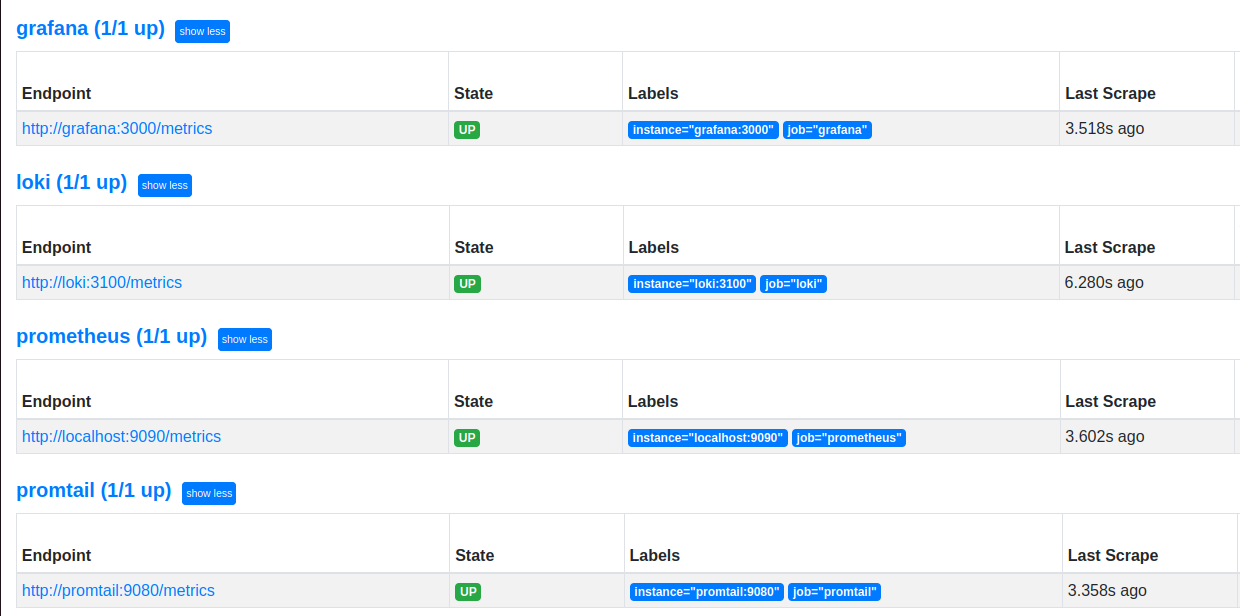 grafana (1/1 up) show less
Endpoint State Labels Last Scrape
http://grafana:3000/metrics UP instance="grafana:3000" job="grafana" 3.518s ago
loki (1/1 up) show less
Endpoint State Labels Last Scrape
http://loki:3100/metrics UP instance="loki:3100" job="loki" 6.280s ago
prometheus (1/1 up) show less
Endpoint State Labels Last Scrape
http://localhost:9090/metrics UP instance="localhost:9090" job="prometheus" 3.602s ago
promtail (1/1 up) show less
Endpoint State Labels Last Scrape
http://promtail:9080/metrics UP instance="promtail:9080" job="promtail" 3.358s ago